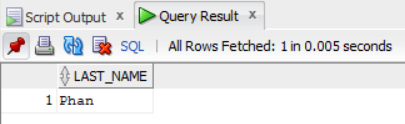 Script Output x Query Result x
SQL | All Rows Fetched: 1 in 0.005 seconds
LAST_NAME
1 Phan